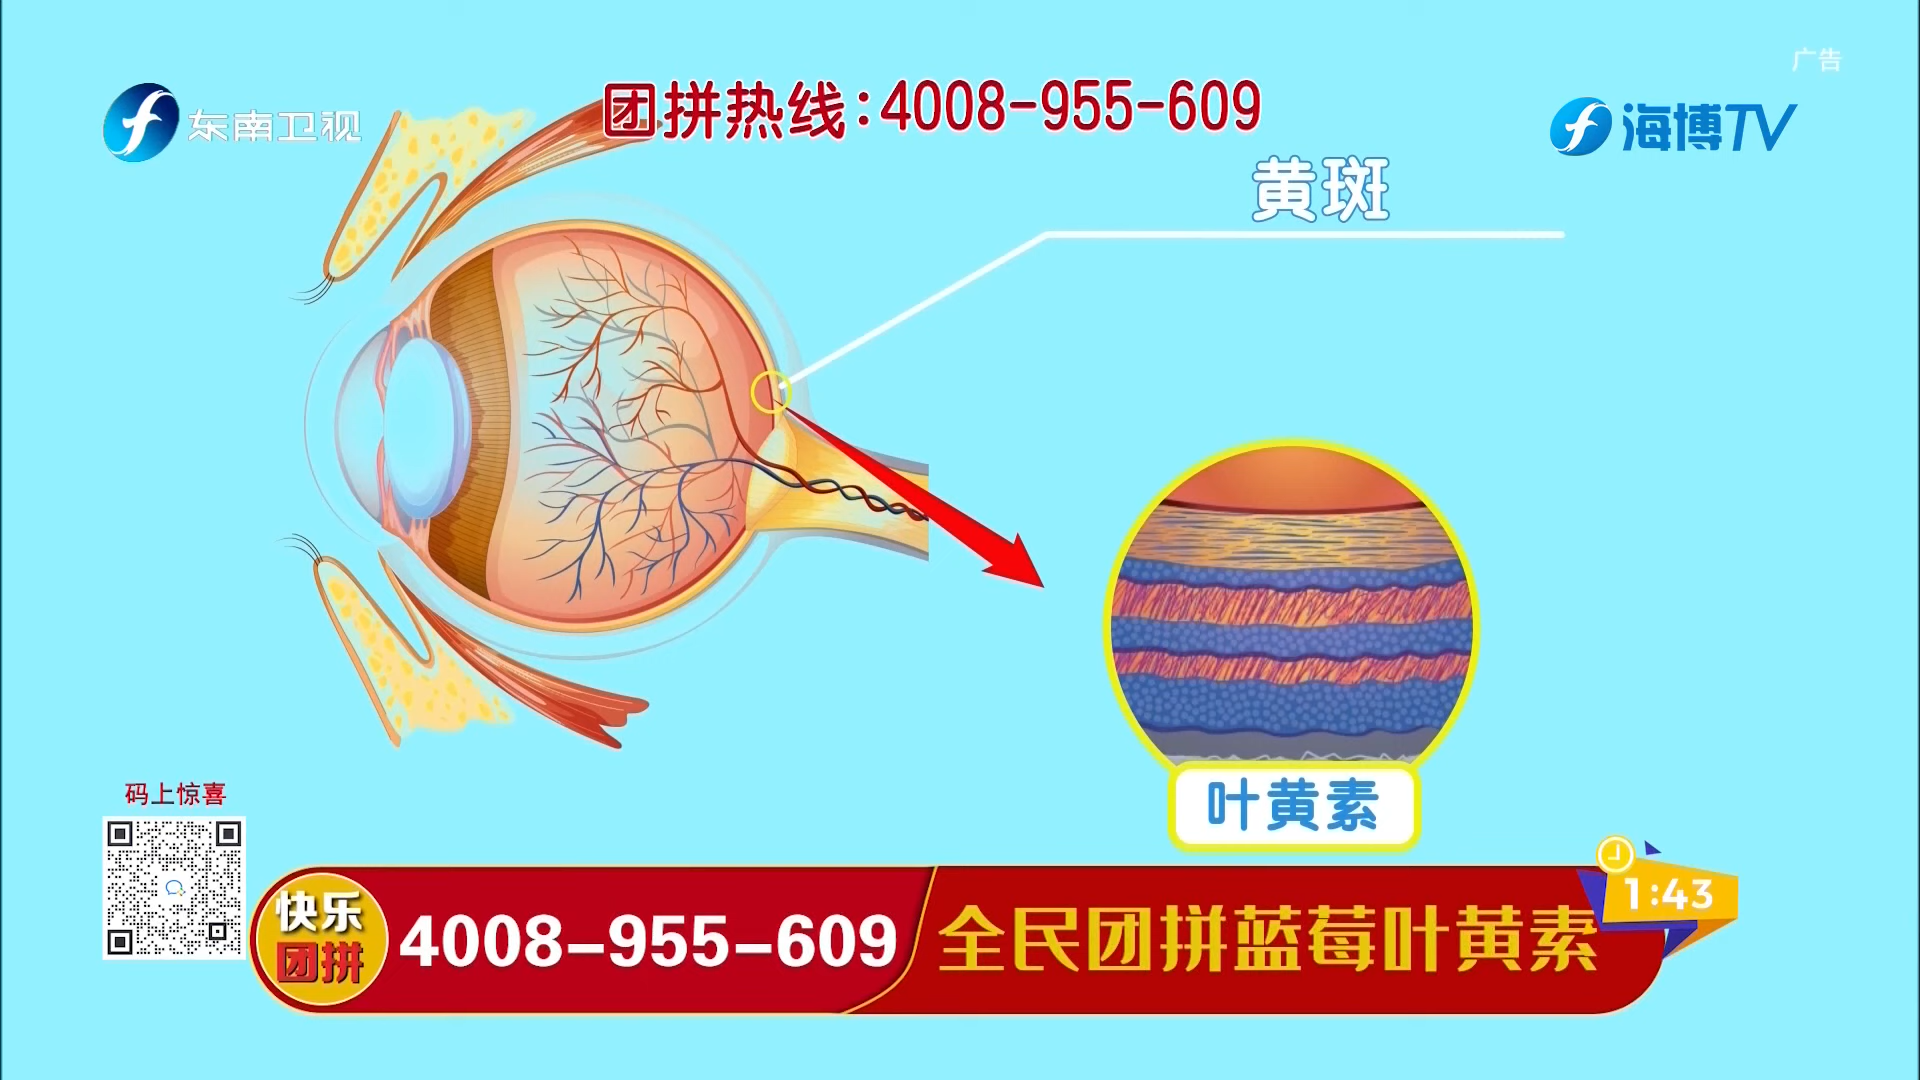 广告
团拼热线:4008-955-609
东南卫视
海博TV
黄斑
叶黄素
码上惊喜
1:43
快乐
团拼
4008-955-609
全民团拼蓝莓叶黄素